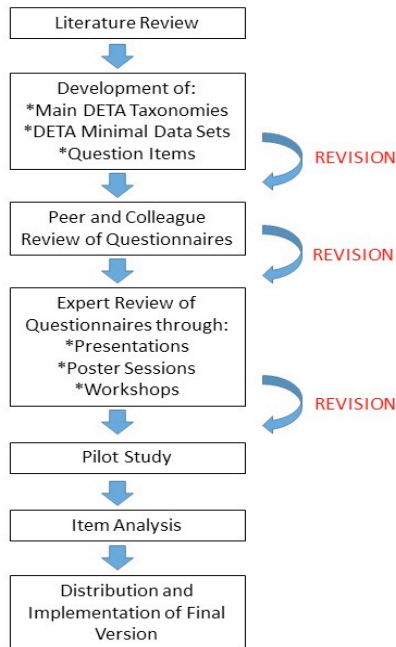 Literature Review
Development of:
*Main DETA Taxonomies
*DETA Minimal Data Sets
*Question Items
REVISION
Peer and Colleague
Review of Questionnaires
REVISION
Expert Review of
Questionnaires through:
*Presentations
*Poster Sessions
*Workshops
REVISION
Pilot Study
Item Analysis
Distribution and
Implementation of Final
Version